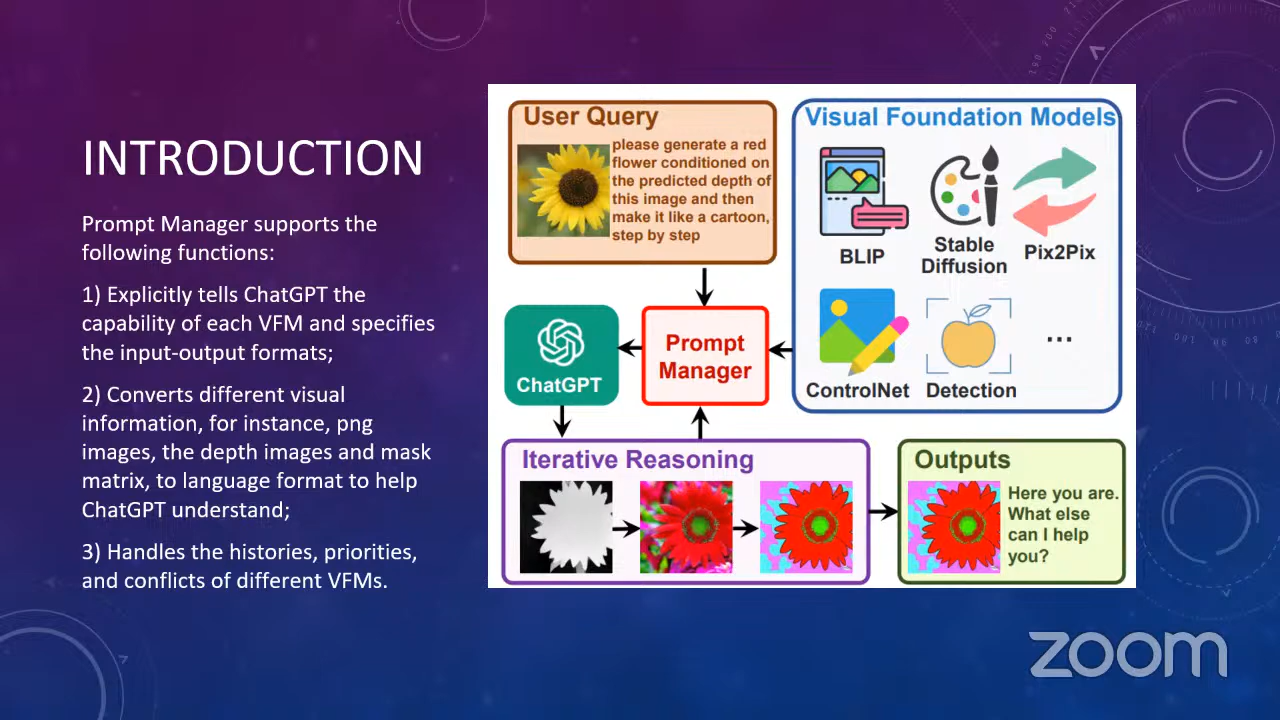 INTRODUCTION
Prompt Manager supports the
following functions:
1) Explicitly tells ChatGPT the
capability of each VFM and specifies
the input-output formats;
2) Converts different visual
information, for instance, png
images, the depth images and mask
matrix, to language format to help
ChatGPT understand;
3) Handles the histories, priorities,
and conflicts of different VFMs.
User Query
please generate a red
flower conditioned on
the predicted depth of
this image and then
make it like a cartoon,
step by step
Visual Foundation Models
BLIP
Stable
Diffusion
Pix2Pix
ControlNet
Detection
...
ChatGPT
Prompt
Manager
Iterative Reasoning
Outputs
Here you are.
What else
can I help
you?
zoom